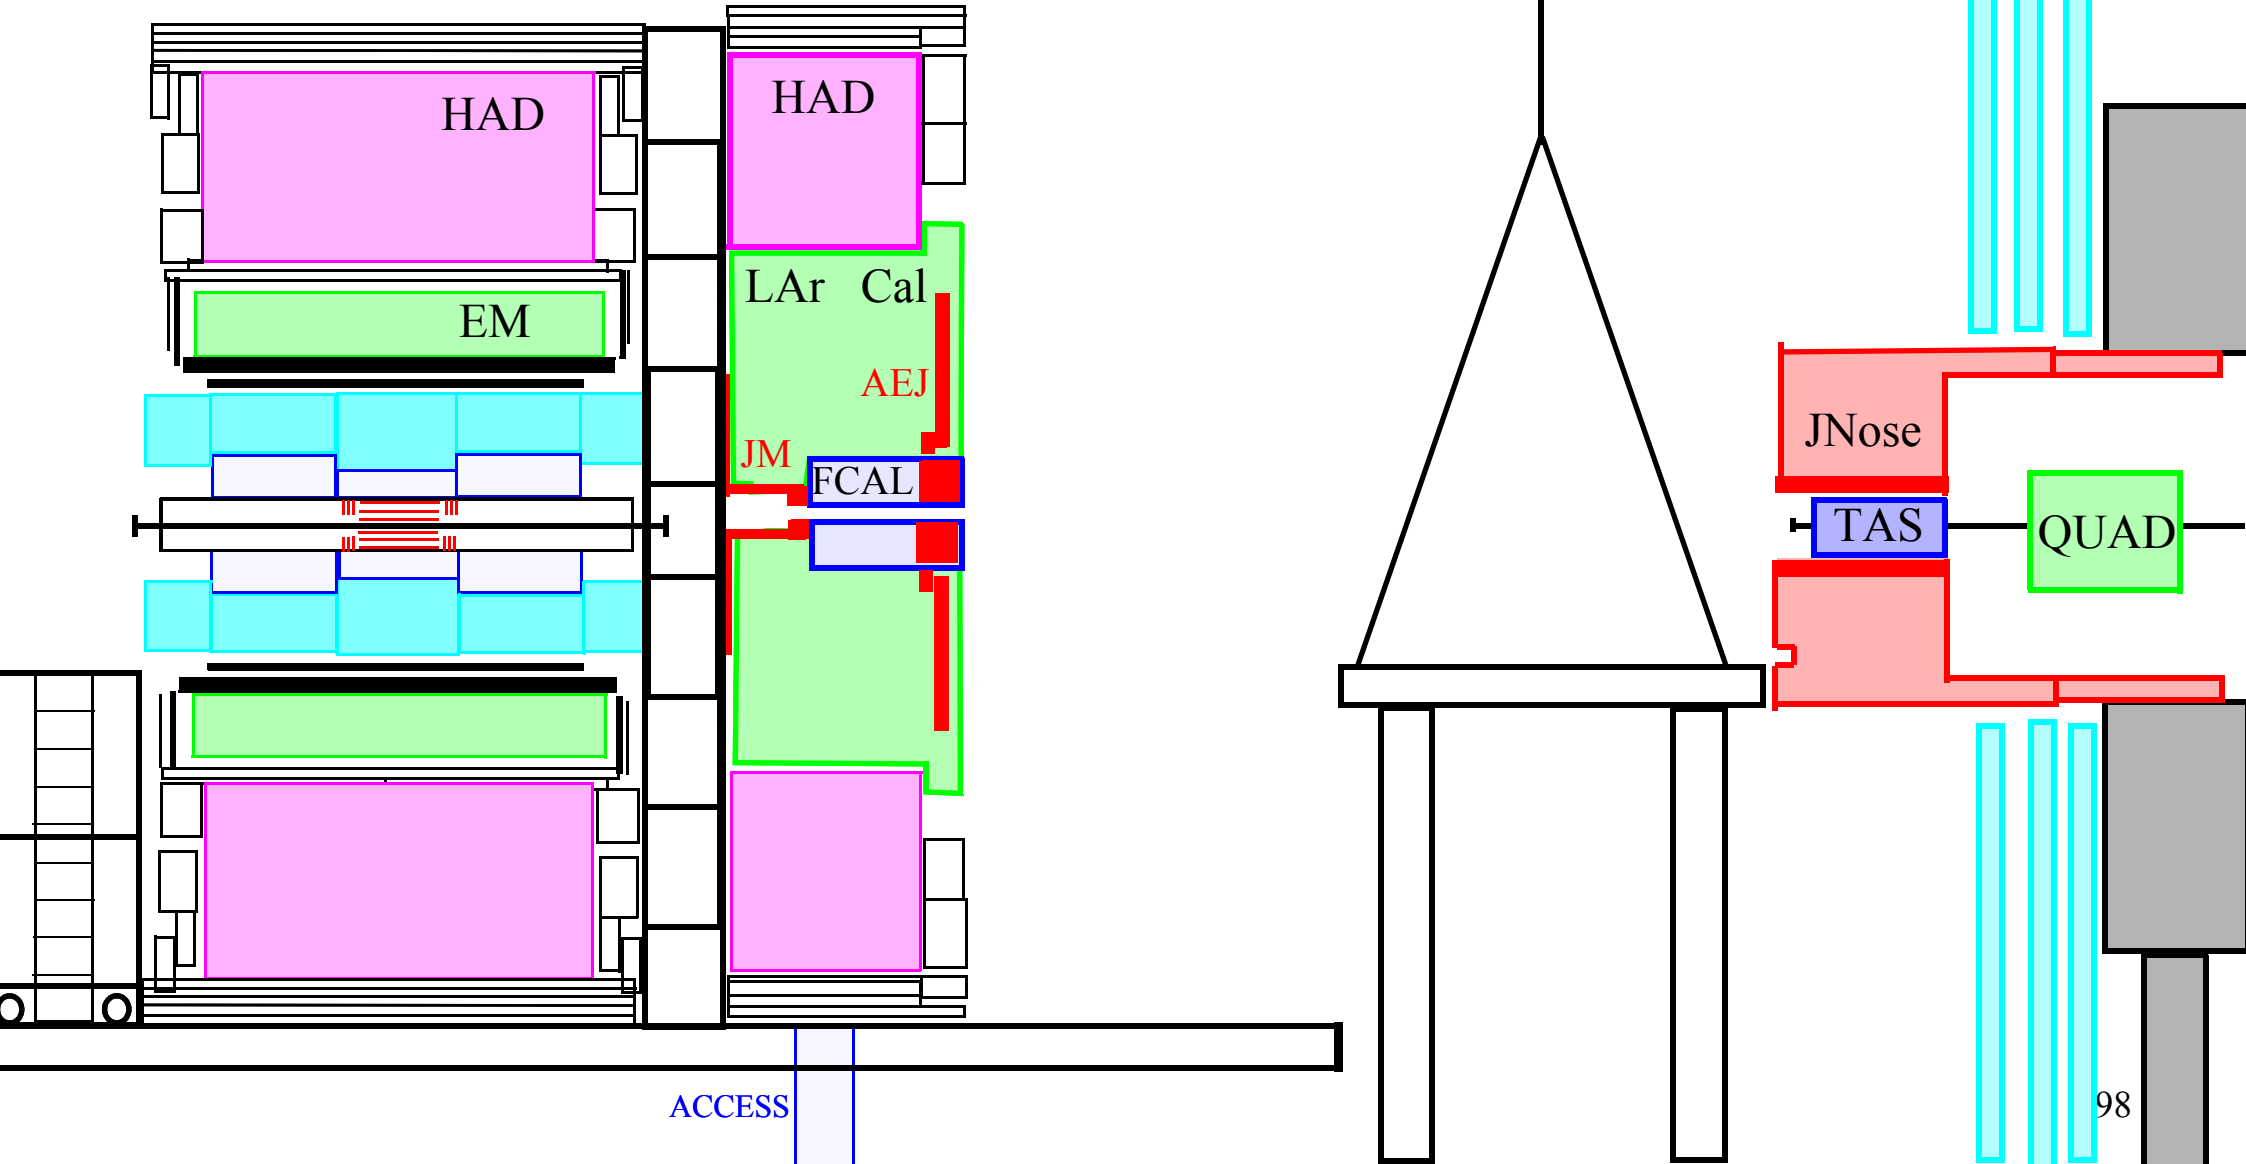 HAD
HAD
LAr Cal
EM
AEJ
JM
FCAL
JNose
TAS
QUAD
ACCESS
98